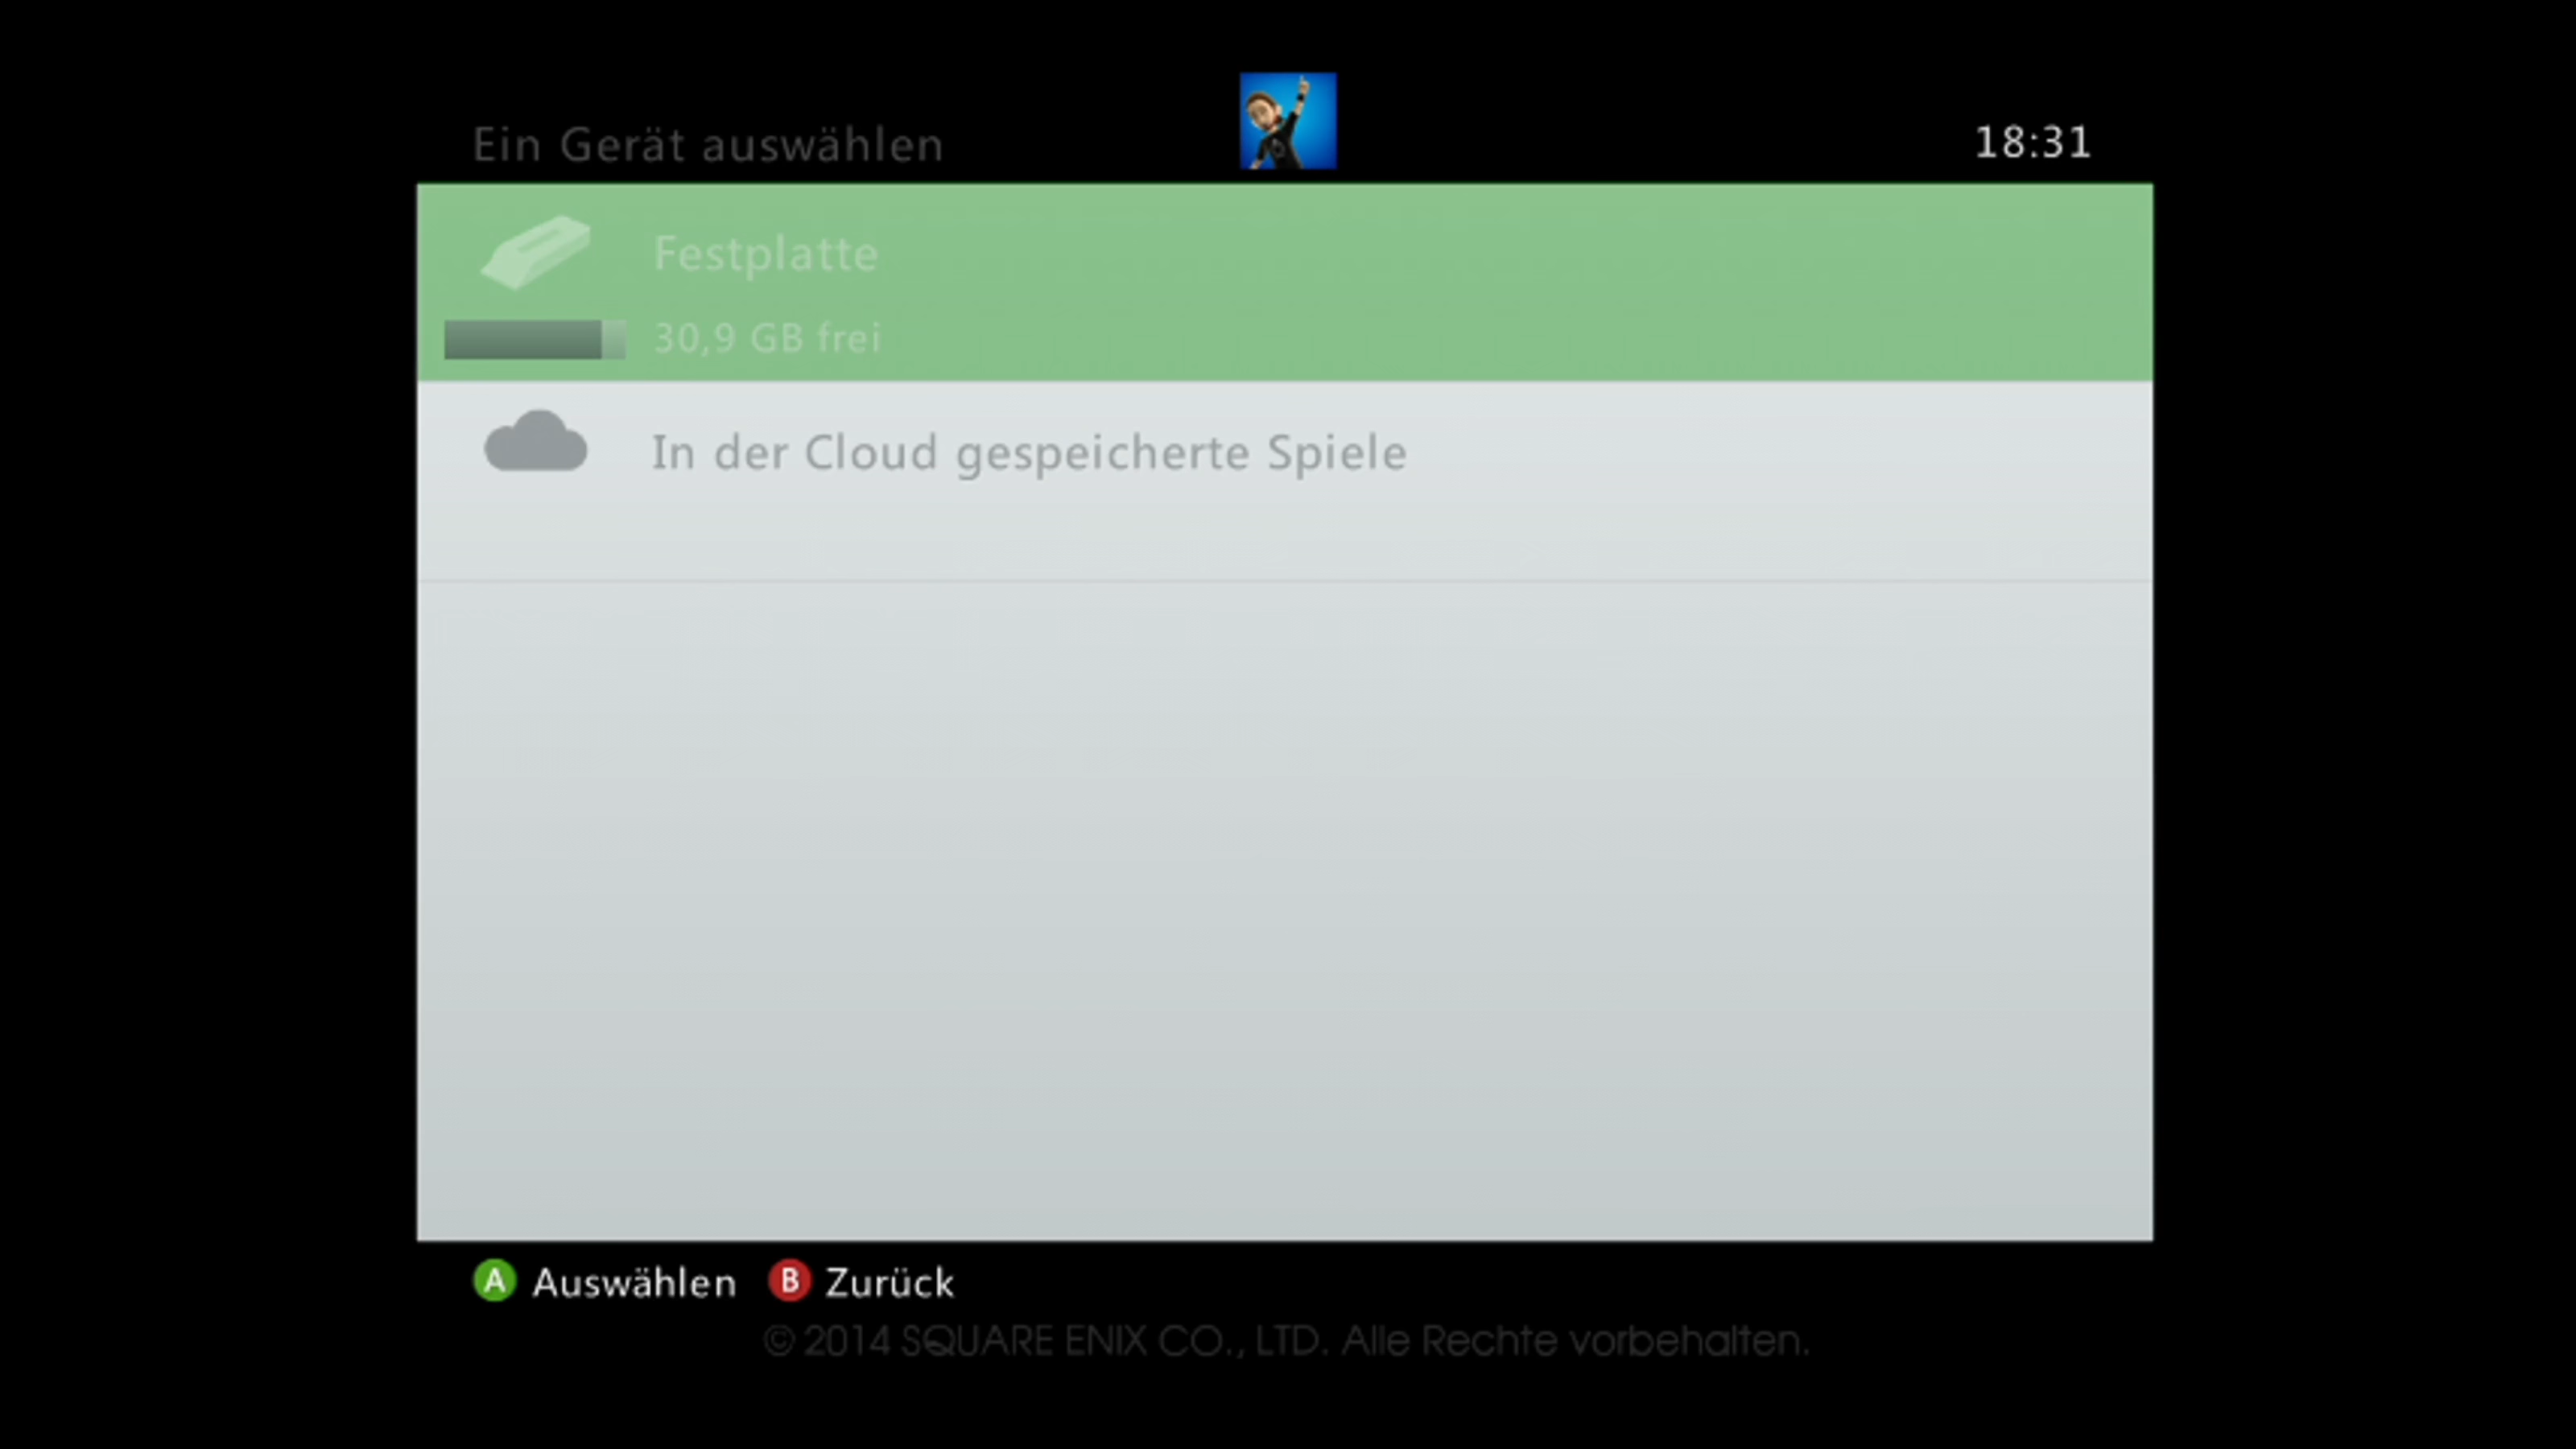 Ein Gerät auswählen
18:31
Festplatte
30,9 GB frei
In der Cloud gespeicherte Spiele
A Auswählen B Zurück
© 2014 SQUARE ENIX CO., LTD. Alle Rechte vorbehalten.